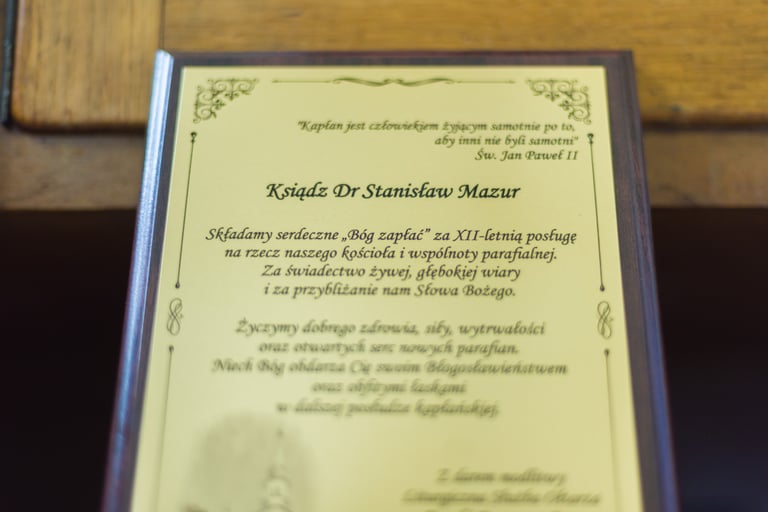 "Kapłan jest człowiekiem żyjącym samotnie po to,
aby inni nie byli samotni"
Św. Jan Paweł II
Ksiądz Dr Stanisław Mazur
Składamy serdeczne „Bóg zapłać” za XII-letnią posługę
na rzecz naszego kościoła i wspólnoty parafialnej.
Za świadectwo żywej, głębokiej wiary
i za przybliżanie nam Słowa Bożego.
Życzymy dobrego zdrowia, siły, wytrwałości
oraz otwartych serc nowych parafian.
Niech Bóg obdarza Cię swoim Błogosławieństwem
oraz obfitymi łaskami
w dalszej posłudze kapłańskiej.
Z darem modlitwy
Liturgiczna Służba Ołtarza